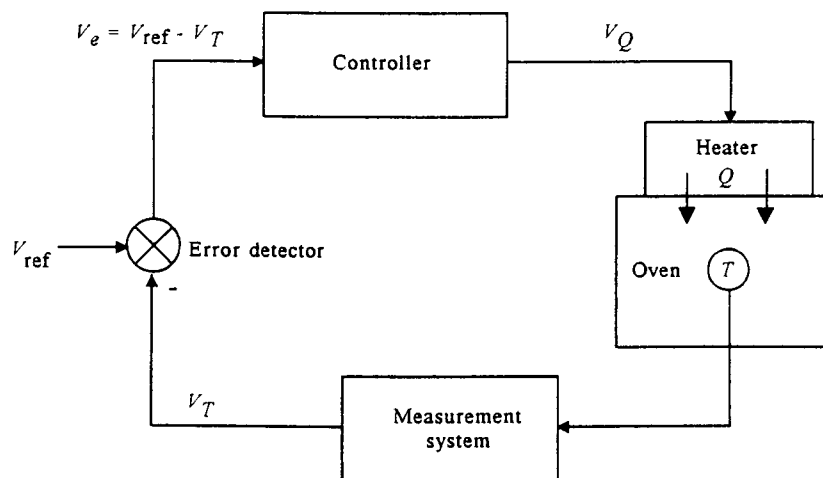 V_e = V_ref - V_T
Controller
V_Q
Heater
Q
V_ref
Error detector
-
Oven
T
V_T
Measurement
system